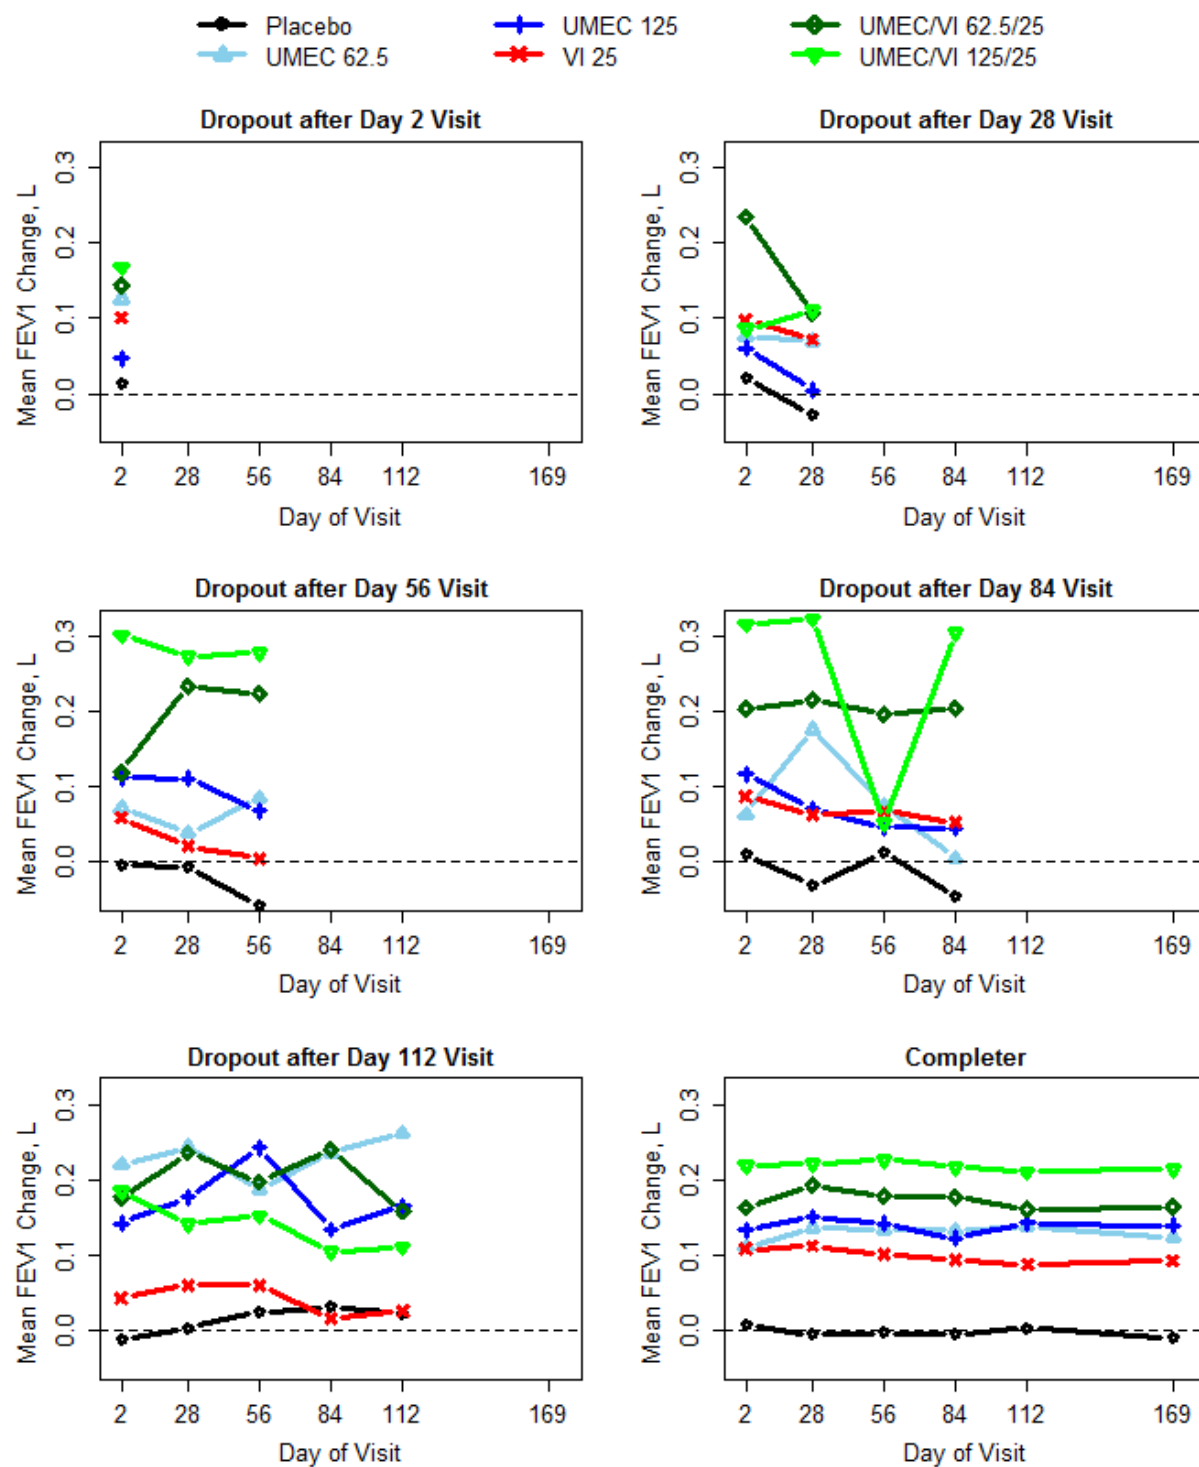 Placebo UMEC 125 UMEC/VI 62.5/25
UMEC 62.5 VI 25 UMEC/VI 125/25
Dropout after Day 2 Visit
Mean FEV1 Change, L
0.3
0.2
0.1
0.0
2 28 56 84 112 169
Day of Visit
Dropout after Day 28 Visit
Mean FEV1 Change, L
0.3
0.2
0.1
0.0
2 28 56 84 112 169
Day of Visit
Dropout after Day 56 Visit
Mean FEV1 Change, L
0.3
0.2
0.1
0.0
2 28 56 84 112 169
Day of Visit
Dropout after Day 84 Visit
Mean FEV1 Change, L
0.3
0.2
0.1
0.0
2 28 56 84 112 169
Day of Visit
Dropout after Day 112 Visit
Mean FEV1 Change, L
0.3
0.2
0.1
0.0
2 28 56 84 112 169
Day of Visit
Completer
Mean FEV1 Change, L
0.3
0.2
0.1
0.0
2 28 56 84 112 169
Day of Visit